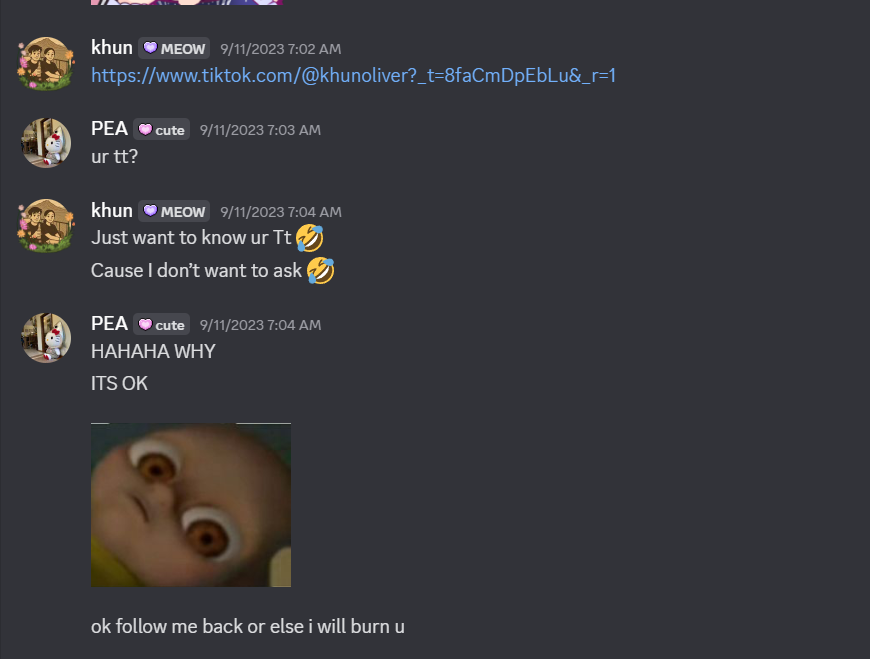 khun MEOW 9/11/2023 7:02 AM
https://www.tiktok.com/@khunoliver?_t=8faCmDpEbLu&_r=1
PEA cute 9/11/2023 7:03 AM
ur tt?
khun MEOW 9/11/2023 7:04 AM
Just want to know ur Tt 🤣
Cause I don’t want to ask 🤣
PEA cute 9/11/2023 7:04 AM
HAHAHA WHY
ITS OK
ok follow me back or else i will burn u